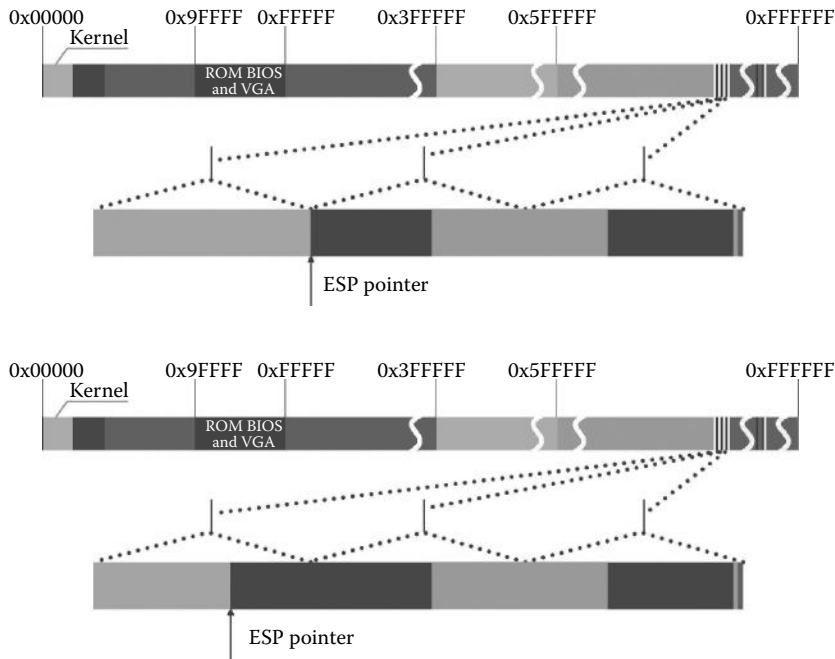 0x00000 0x9FFFF 0xFFFFF 0x3FFFFF 0x5FFFFF 0xFFFFFF
Kernel
ROM BIOS
and VGA
ESP pointer
0x00000 0x9FFFF 0xFFFFF 0x3FFFFF 0x5FFFFF 0xFFFFFF
Kernel
ROM BIOS
and VGA
ESP pointer